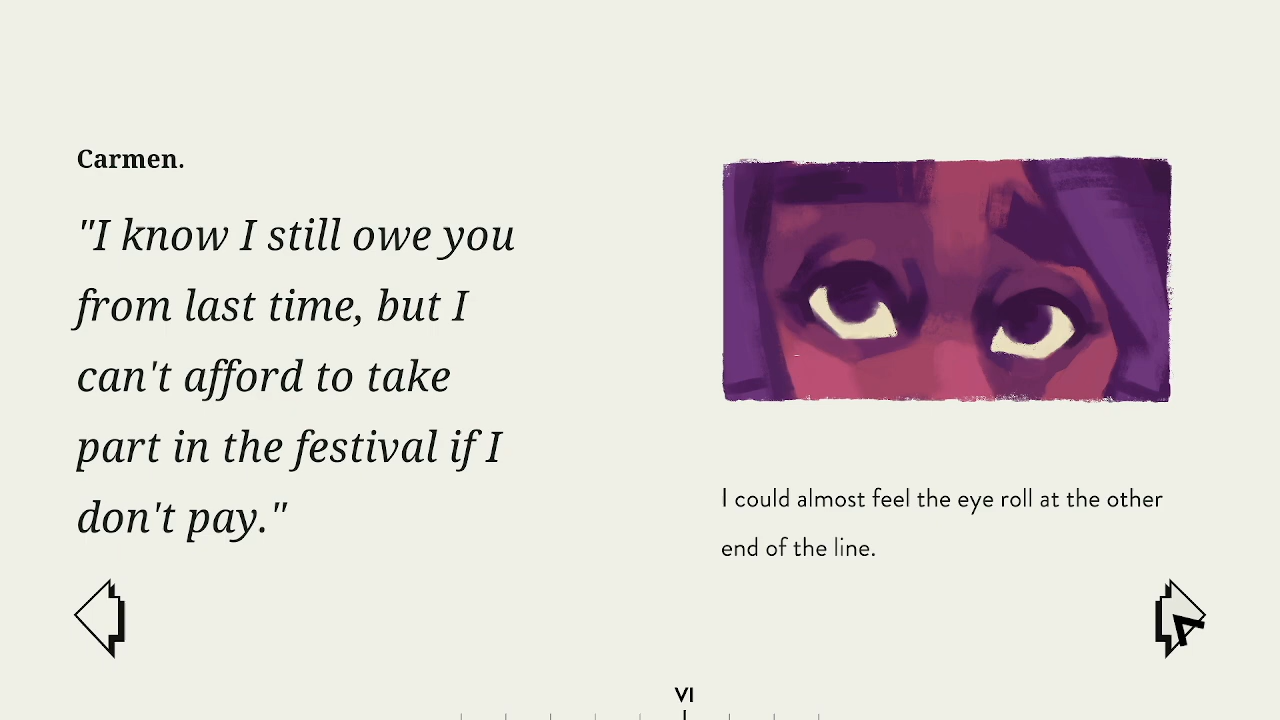 Carmen.
"I know I still owe you
from last time, but I
can't afford to take
part in the festival if I
don't pay."
I could almost feel the eye roll at the other
end of the line.
VI